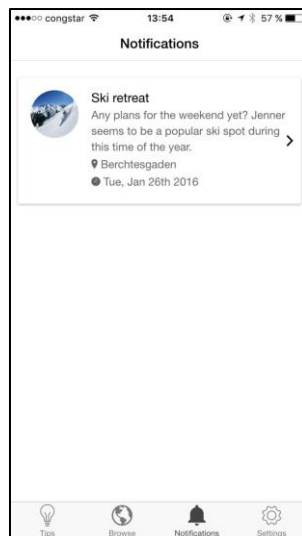 congstar 13:54 57 %
Notifications
Ski retreat
Any plans for the weekend yet? Jenner
seems to be a popular ski spot during
this time of the year.
Berchtesgaden
Tue, Jan 26th 2016
Tips Browse Notifications Settings